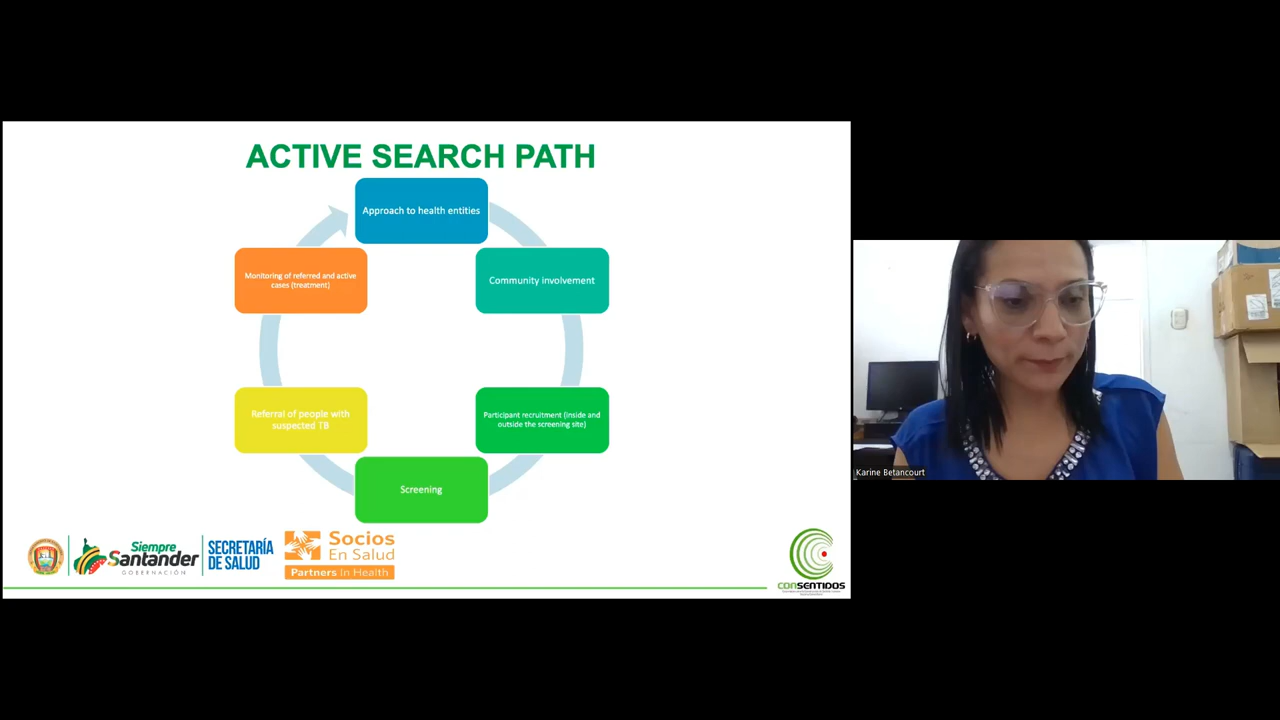 ACTIVE SEARCH PATH
Approach to health entities
Community involvement
Participant recruitment (inside and
outside the screening site)
Screening
Referral of people with
suspected TB
Monitoring of referred and active
cases (treatment)
Siempre
Santander
GOBERNACIÓN
SECRETARÍA
DE SALUD
Socios
En Salud
Partners In Health
CONSENTIDOS
Karine Betancourt